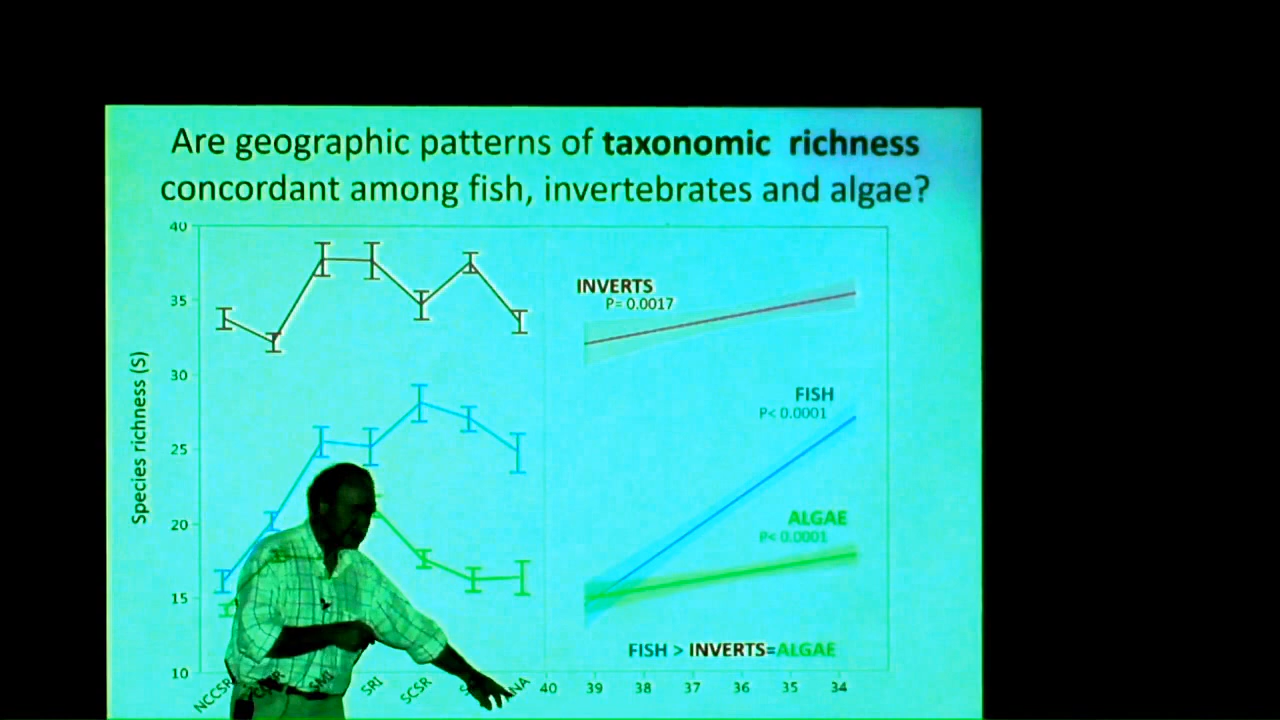 Are geographic patterns of taxonomic richness
concordant among fish, invertebrates and algae?
40
35
30
25
20
15
10
Species richness (S)
INVERTS
P= 0.0017
FISH
P< 0.0001
ALGAE
P< 0.0001
FISH > INVERTS=ALGAE
NCCSR
SMI
SRI
SCSR
40 39 38 37 36 35 34